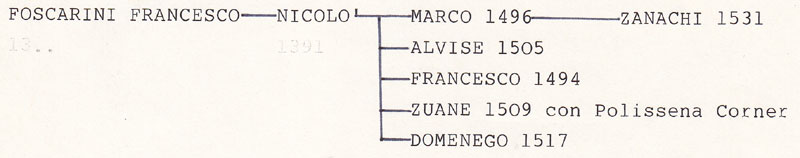 FOSCARINI FRANCESCO NICOLO' MARCO 1496 ZANACHI 1531
13.. 1391 ALVISE 1505
FRANCESCO 1494
ZUANE 1509 con Polissena Corner
DOMENEGO 1517